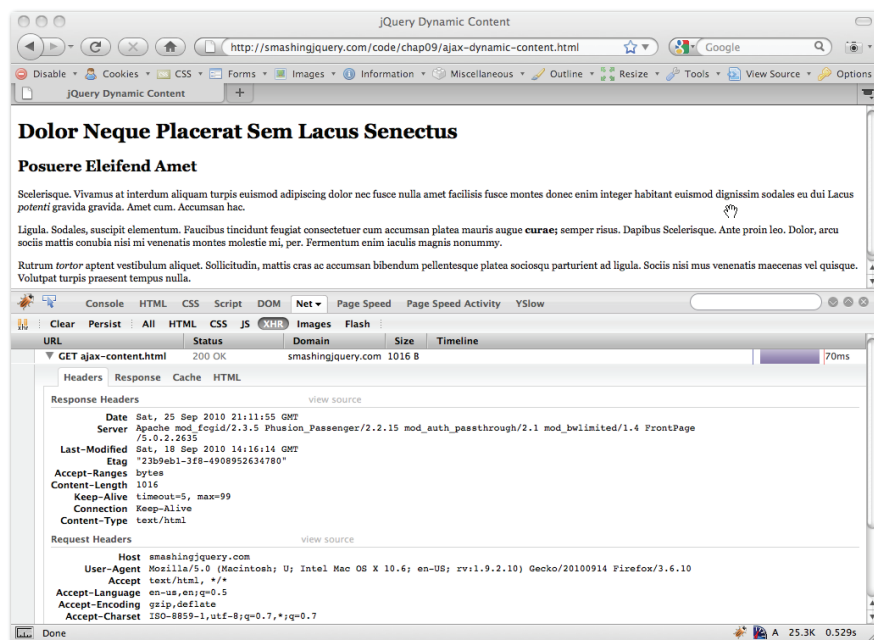 jQuery Dynamic Content
http://smashingjquery.com/code/chap09/ajax-dynamic-content.html
Google
Disable Cookies CSS Forms Images Information Miscellaneous Outline Resize Tools View Source Options
jQuery Dynamic Content +
Dolor Neque Placerat Sem Lacus Senectus
Posuere Eleifend Amet
Scelerisque. Vivamus at interdum aliquam turpis euismod adipiscing dolor nec fusce nulla amet facilisis fusce montes donec enim integer habitant euismod dignissim sodales eu dui Lacus
potenti gravida gravida. Amet cum. Accumsan hac.
Ligula. Sodales, suscipit elementum. Faucibus tincidunt feugiat consectetuer cum accumsan platea mauris augue curae; semper risus. Dapibus Scelerisque. Ante proin leo. Dolor, arcu
sociis mattis conubia nisi mi venenatis montes molestie mi, per. Fermentum enim iaculis magnis nonummy.
Rutrum tortor aptent vestibulum aliquet. Sollicitudin, mattis cras ac accumsan bibendum pellentesque platea sociosqu parturient ad ligula. Sociis nisi mus venenatis maecenas vel quisque.
Volutpat turpis praesent tempus nulla.
Console HTML CSS Script DOM Net Page Speed Page Speed Activity YSlow
Clear Persist All HTML CSS JS XHR Images Flash
URL Status Domain Size Timeline
GET ajax-content.html 200 OK smashingjquery.com 1016 B 70ms
Headers Response Cache HTML
Response Headers view source
Date Sat, 25 Sep 2010 21:11:55 GMT
Server Apache mod_fcgid/2.3.5 Phusion_Passenger/2.2.15 mod_auth_passthrough/2.1 mod_bwlimited/1.4 FrontPage
/5.0.2.2635
Last-Modified Sat, 18 Sep 2010 14:16:14 GMT
Etag "23b9eb1-3f8-4908952634780"
Accept-Ranges bytes
Content-Length 1016
Keep-Alive timeout=5, max=99
Connection Keep-Alive
Content-Type text/html
Request Headers view source
Host smashingjquery.com
User-Agent Mozilla/5.0 (Macintosh; U; Intel Mac OS X 10.6; en-US; rv:1.9.2.10) Gecko/20100914 Firefox/3.6.10
Accept text/html, */*
Accept-Language en-us,en;q=0.5
Accept-Encoding gzip,deflate
Accept-Charset ISO-8859-1,utf-8;q=0.7,*;q=0.7
Done A 25.3K 0.529s